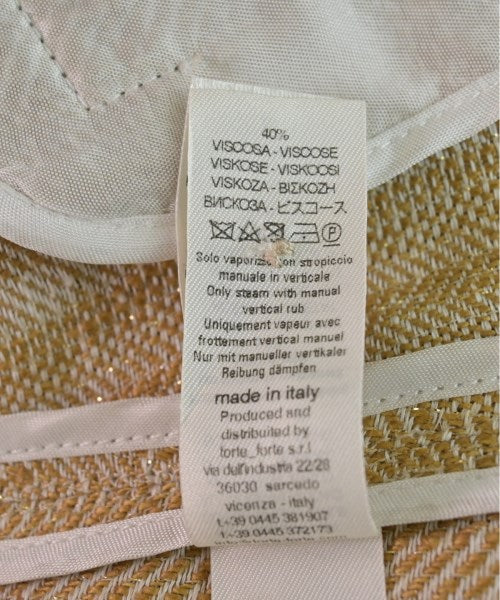 40%
VISCOSA - VISCOSE
VISKOSE - VISKOOSI
VISKOZA - ΒΙΣΚΟΖΗ
ВИСКОЗА - ビスコース
P
Solo vaporizzo con stropiccio
manuale in verticale
Only steam with manual
vertical rub
Uniquement vapeur avec
frottement vertical manuel
Nur mit manueller vertikaler
Reibung dämpfen
made in italy
Produced and
distribuited by
forte_forte s.r.l
via dell'industria 22/28
36030 sarcedo
vicenza - italy
t.+39 0445 381907
f.+39 0445 372173